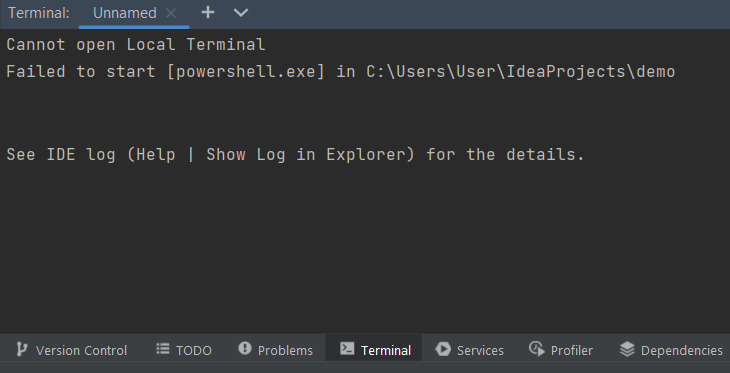 Terminal: Unnamed
Cannot open Local Terminal
Failed to start [powershell.exe] in C:\Users\User\IdeaProjects\demo
See IDE log (Help | Show Log in Explorer) for the details.
Version Control TODO Problems Terminal Services Profiler Dependencies